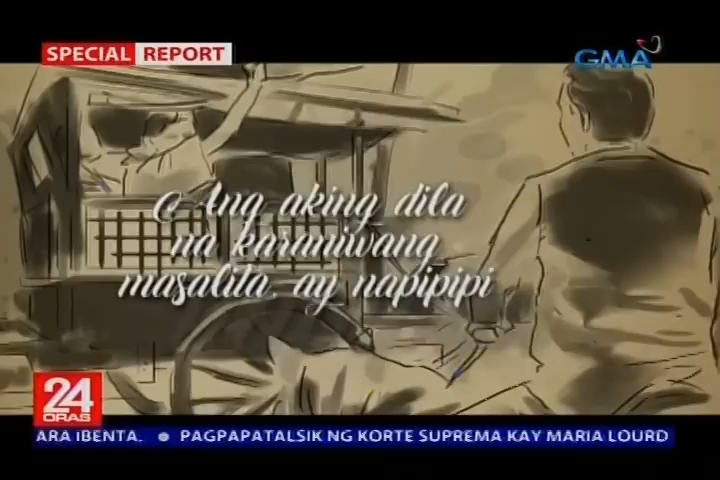 SPECIAL REPORT
GMA
Ang aking dila
na karaniwang
masalita, ay napipipi
24
ORAS
ARA IBENTA. PAGPAPATALSIK NG KORTE SUPREMA KAY MARIA LOURD